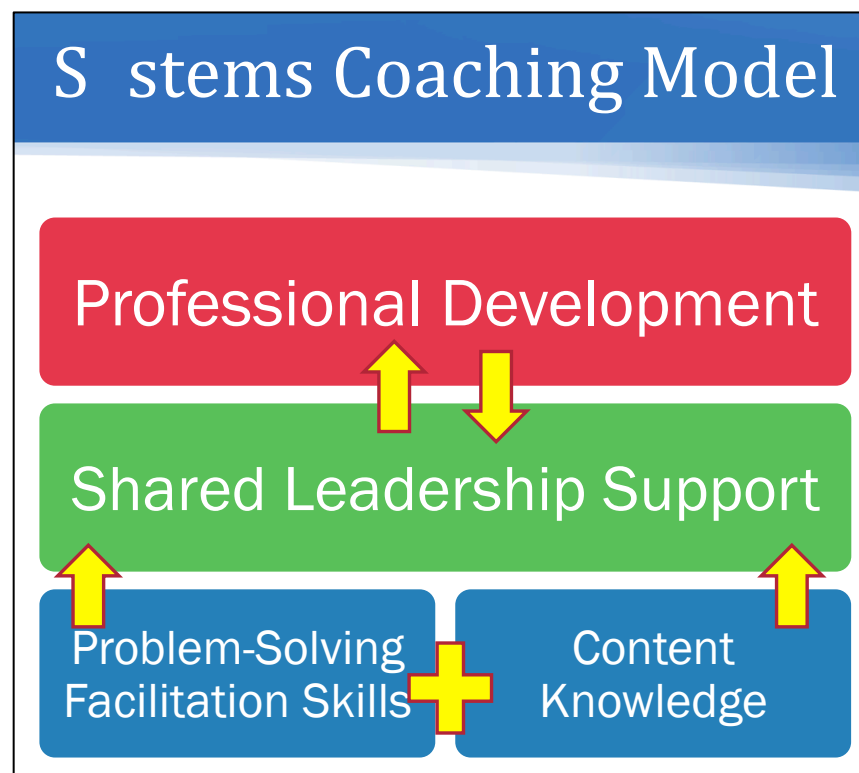 S stems Coaching Model
Professional Development
Shared Leadership Support
Problem-Solving
Facilitation Skills
Content
Knowledge